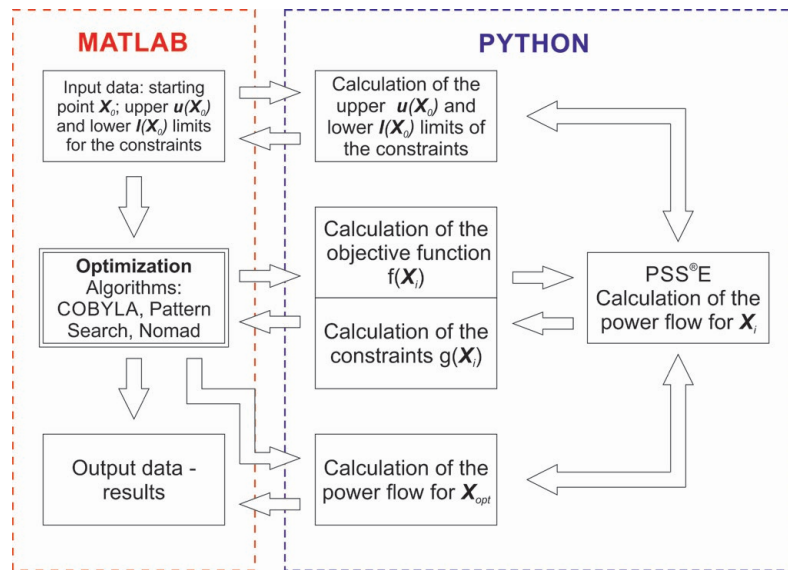 MATLAB
PYTHON
Input data: starting
point X₀; upper u(X₀)
and lower l(X₀) limits
for the constraints
Calculation of the
upper u(X₀) and
lower l(X₀) limits of
the constraints
Optimization
Algorithms:
COBYLA, Pattern
Search, Nomad
Calculation of the
objective function
f(Xᵢ)
Calculation of the
constraints g(Xᵢ)
PSS®E
Calculation of the
power flow for Xᵢ
Output data -
results
Calculation of the
power flow for Xopt